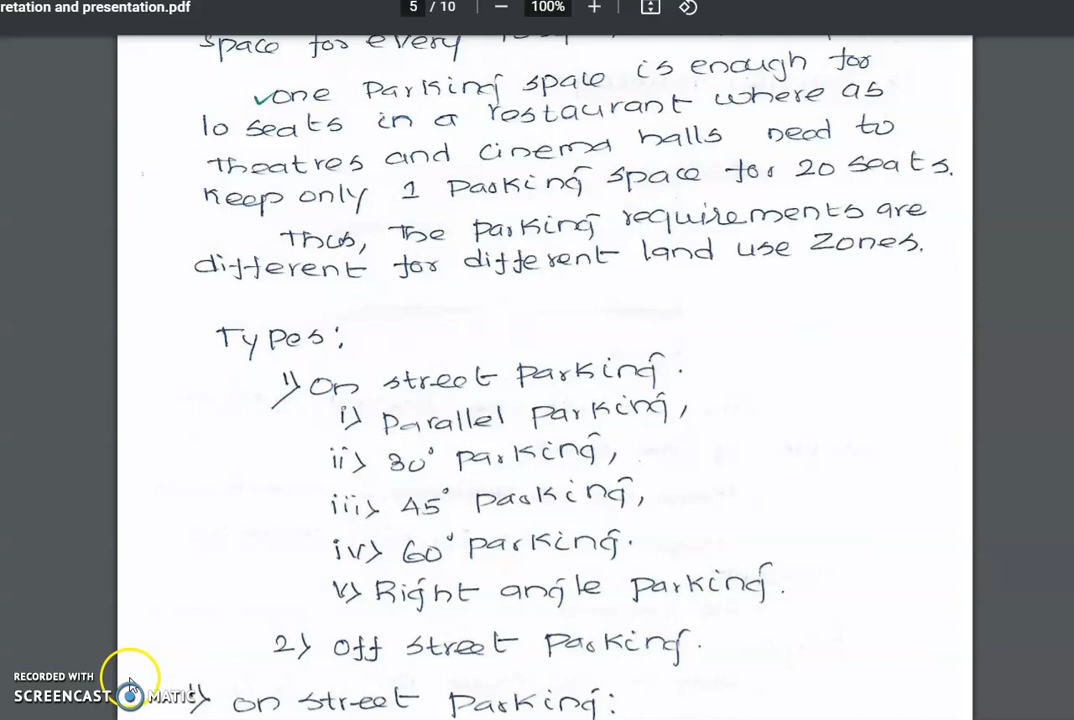 retation and presentation.pdf
5 / 10
100%
space for every
one parking space is enough for
10 seats in a restaurant where as
theatres and cinema halls need to
keep only 1 parking space for 20 seats.
Thus, the parking requirements are
different for different land use zones.
Types:
1) On street parking.
i) parallel parking,
ii) 30° parking,
iii) 45° parking,
iv) 60° parking.
v) Right angle parking.
2) Off street parking.
1) On street parking:
RECORDED WITH
SCREENCAST MATIC